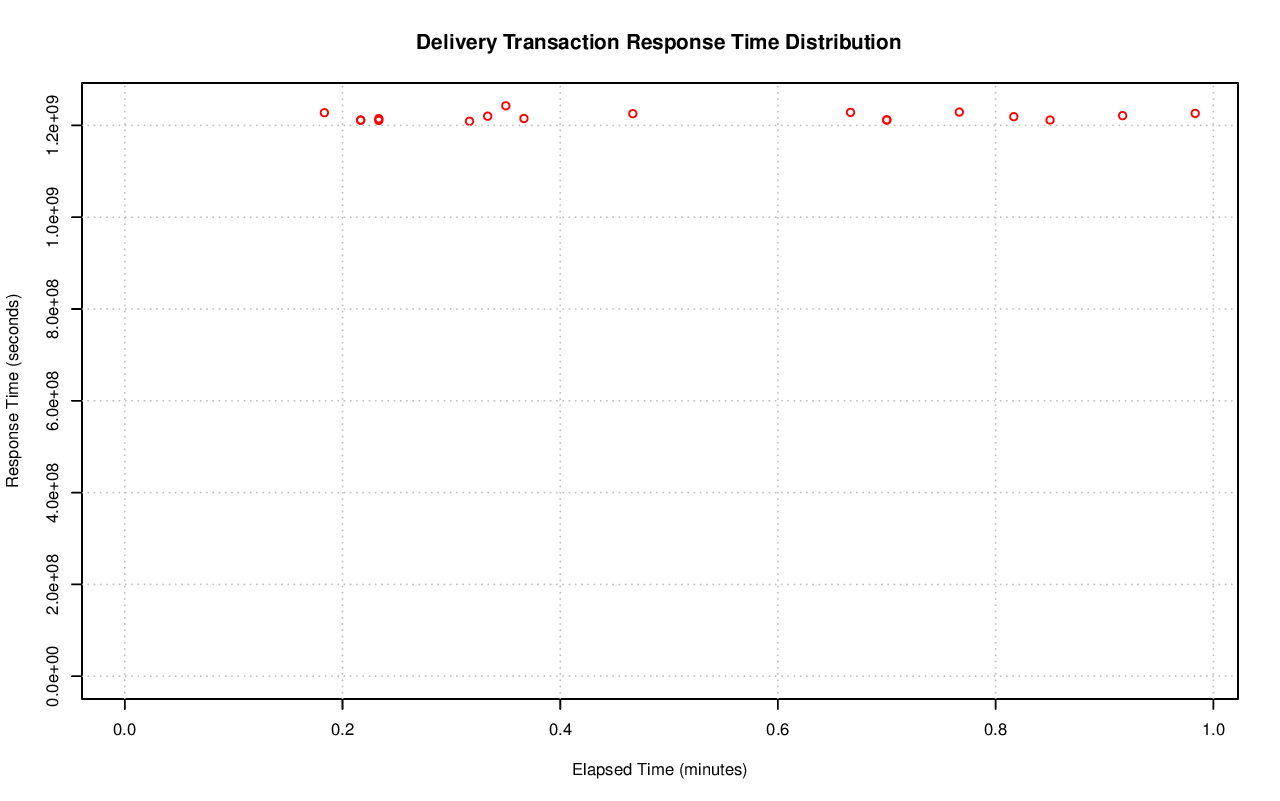 Delivery Transaction Response Time Distribution
Response Time (seconds)
1.2e+09
1.0e+09
8.0e+08
6.0e+08
4.0e+08
2.0e+08
0.0e+00
0.0 0.2 0.4 0.6 0.8 1.0
Elapsed Time (minutes)